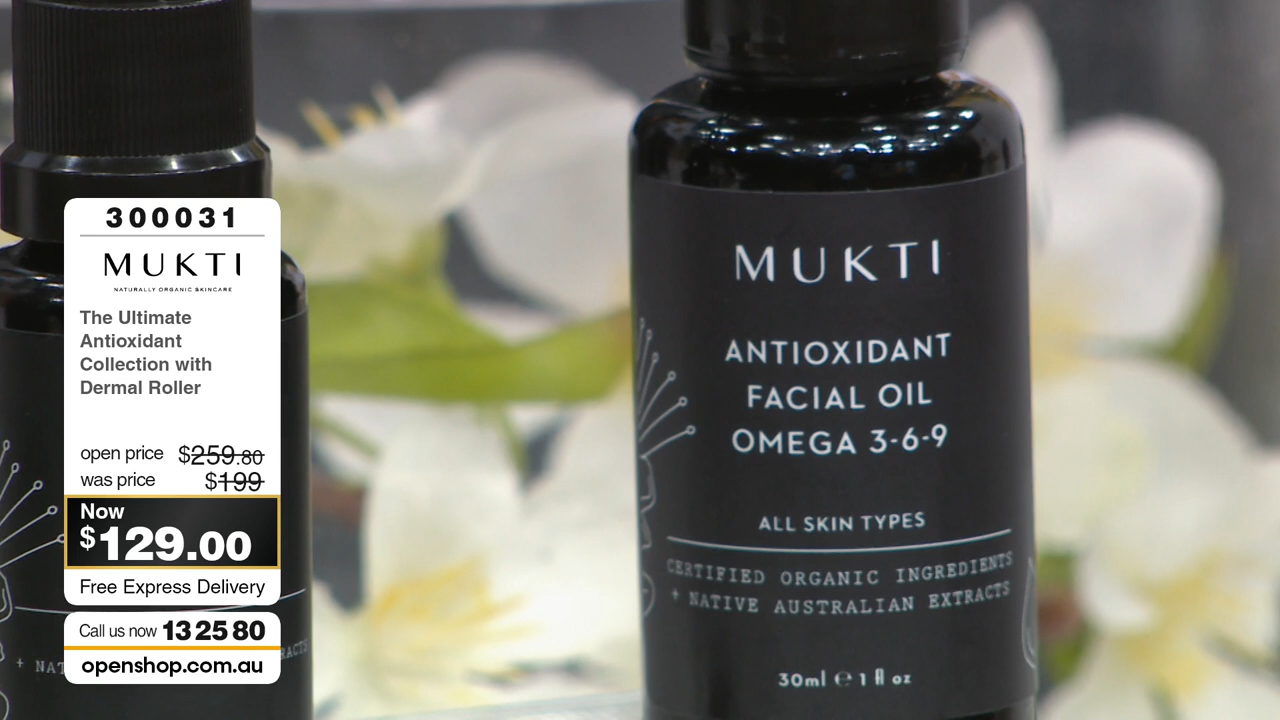 300031
MUKTI
NATURALLY ORGANIC SKINCARE
The Ultimate
Antioxidant
Collection with
Dermal Roller
open price $259.80
was price $199
Now
$129.00
Free Express Delivery
Call us now 13 25 80
openshop.com.au
+ NAT
RACTS
MUKTI
ANTIOXIDANT
FACIAL OIL
OMEGA 3-6-9
ALL SKIN TYPES
CERTIFIED ORGANIC INGREDIENTS
+ NATIVE AUSTRALIAN EXTRACTS
30ml ℮ 1 fl oz